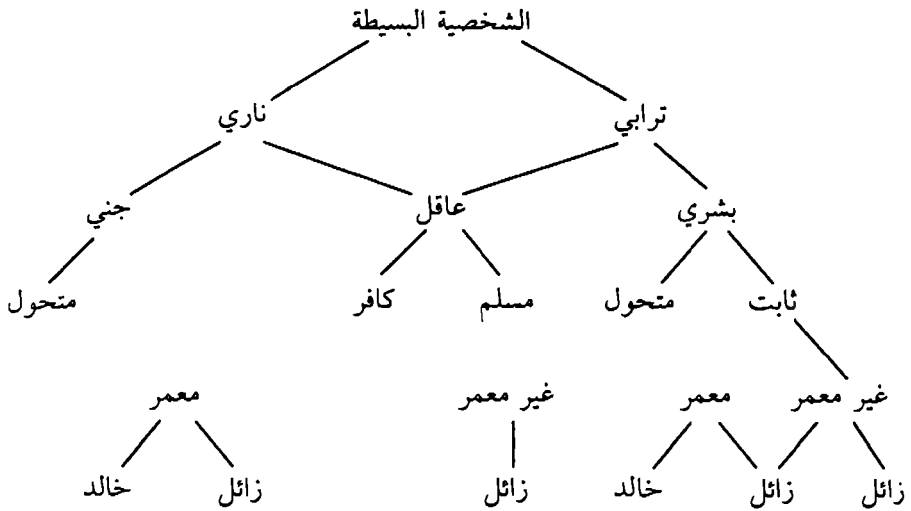 الشخصية البسيطة
ترابي ناري
بشري عاقل جني
ثابت متحول مسلم كافر متحول
غير معمر معمر غير معمر معمر
زائل زائل خالد زائل زائل خالد